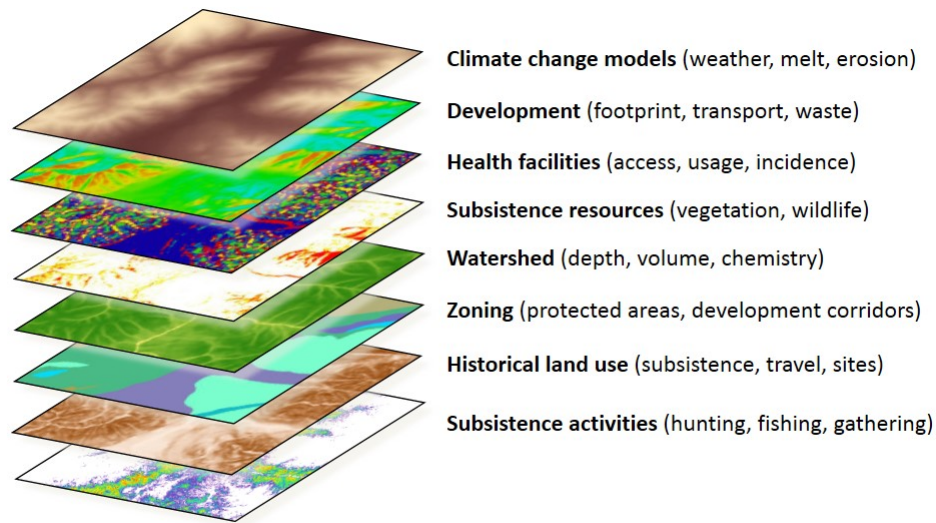 Climate change models (weather, melt, erosion)
Development (footprint, transport, waste)
Health facilities (access, usage, incidence)
Subsistence resources (vegetation, wildlife)
Watershed (depth, volume, chemistry)
Zoning (protected areas, development corridors)
Historical land use (subsistence, travel, sites)
Subsistence activities (hunting, fishing, gathering)